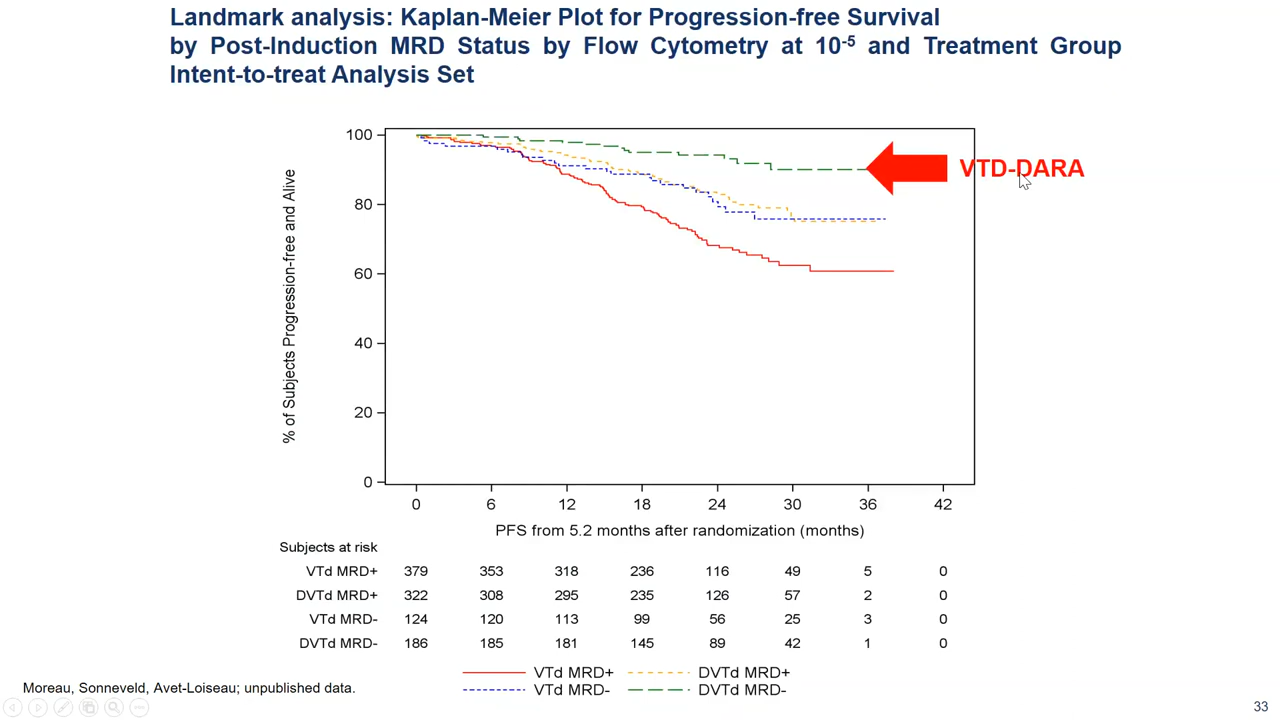 Landmark analysis: Kaplan-Meier Plot for Progression-free Survival
by Post-Induction MRD Status by Flow Cytometry at 10⁻⁵ and Treatment Group
Intent-to-treat Analysis Set
% of Subjects Progression-free and Alive
100
80
60
40
20
0
VTD-DARA
0 6 12 18 24 30 36 42
PFS from 5.2 months after randomization (months)
Subjects at risk
VTd MRD+ 379 353 318 236 116 49 5 0
DVTd MRD+ 322 308 295 235 126 57 2 0
VTd MRD- 124 120 113 99 56 25 3 0
DVTd MRD- 186 185 181 145 89 42 1 0
VTd MRD+ DVTd MRD+
VTd MRD- DVTd MRD-
Moreau, Sonneveld, Avet-Loiseau; unpublished data.
33